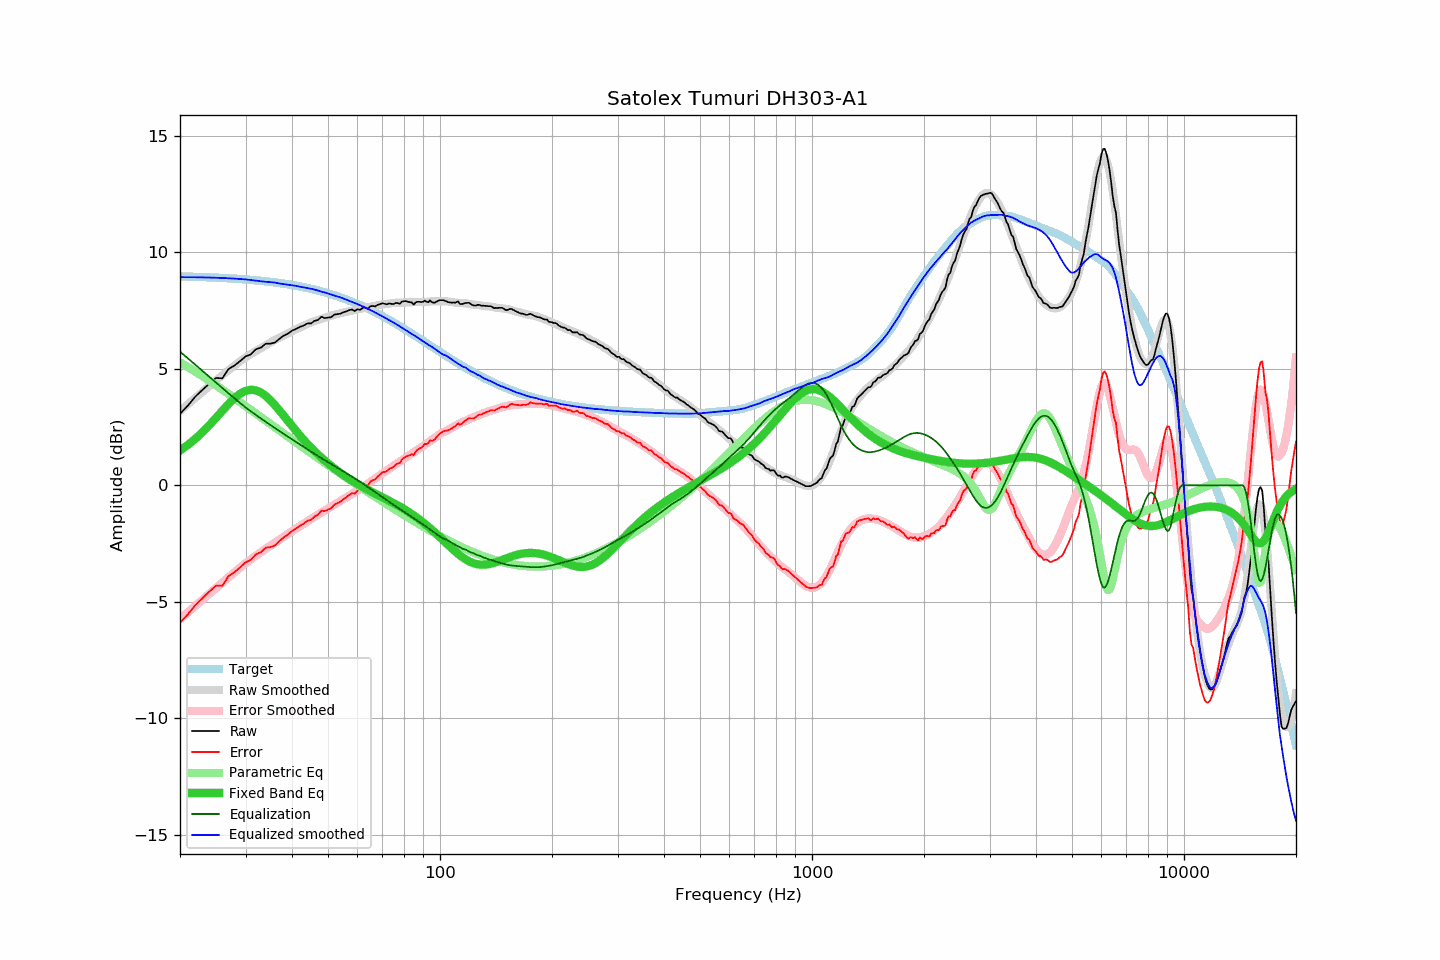 Satolex Tumuri DH303-A1
15
10
5
0
−5
−10
−15
Amplitude (dBr)
Target
Raw Smoothed
Error Smoothed
Raw
Error
Parametric Eq
Fixed Band Eq
Equalization
Equalized smoothed
100
1000
10000
Frequency (Hz)